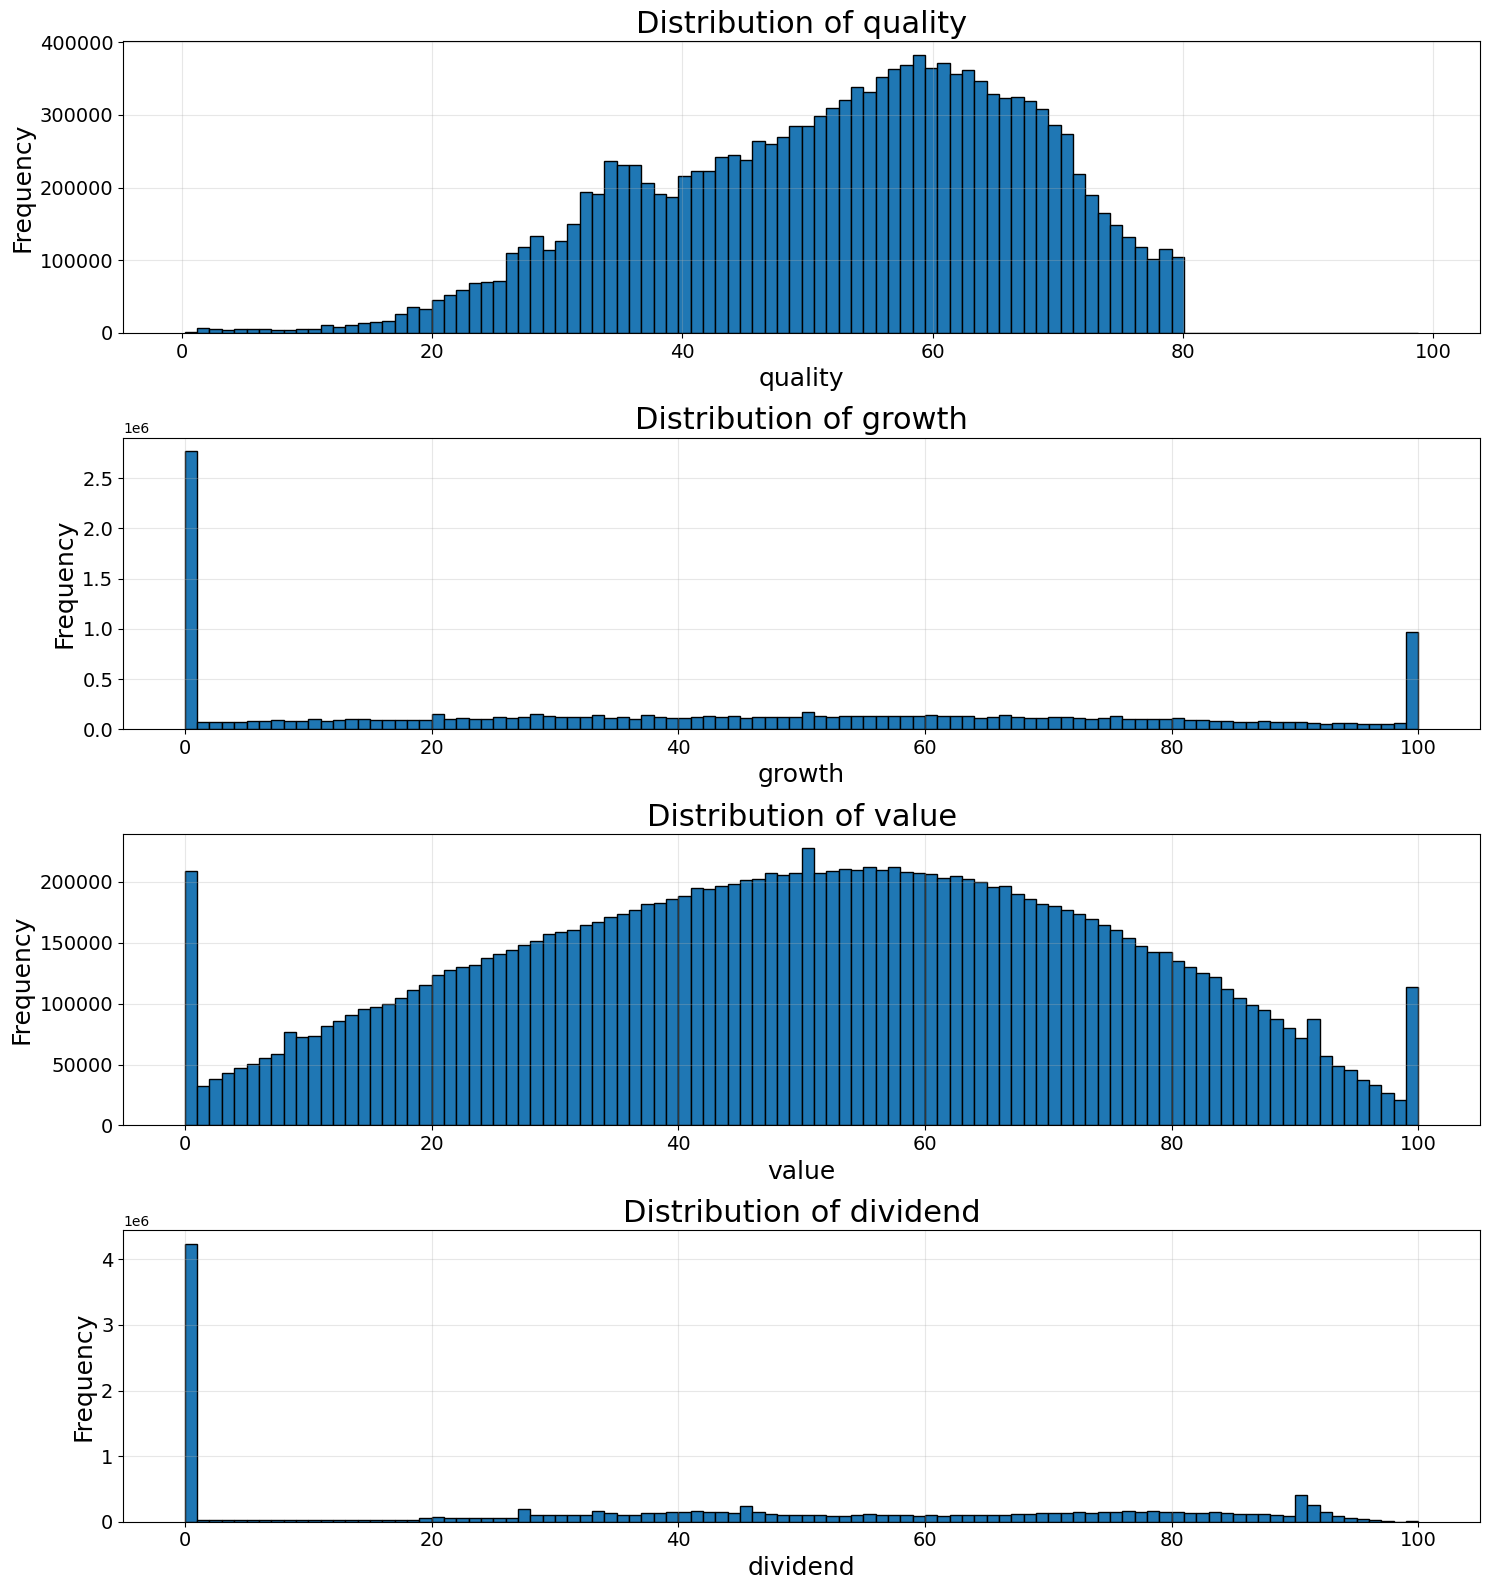 Distribution of quality
400000
300000
200000
100000
0
Frequency
0 20 40 60 80 100
quality
Distribution of growth
1e6
2.5
2.0
1.5
1.0
0.5
0.0
Frequency
0 20 40 60 80 100
growth
Distribution of value
200000
150000
100000
50000
0
Frequency
0 20 40 60 80 100
value
Distribution of dividend
1e6
4
3
2
1
0
Frequency
0 20 40 60 80 100
dividend